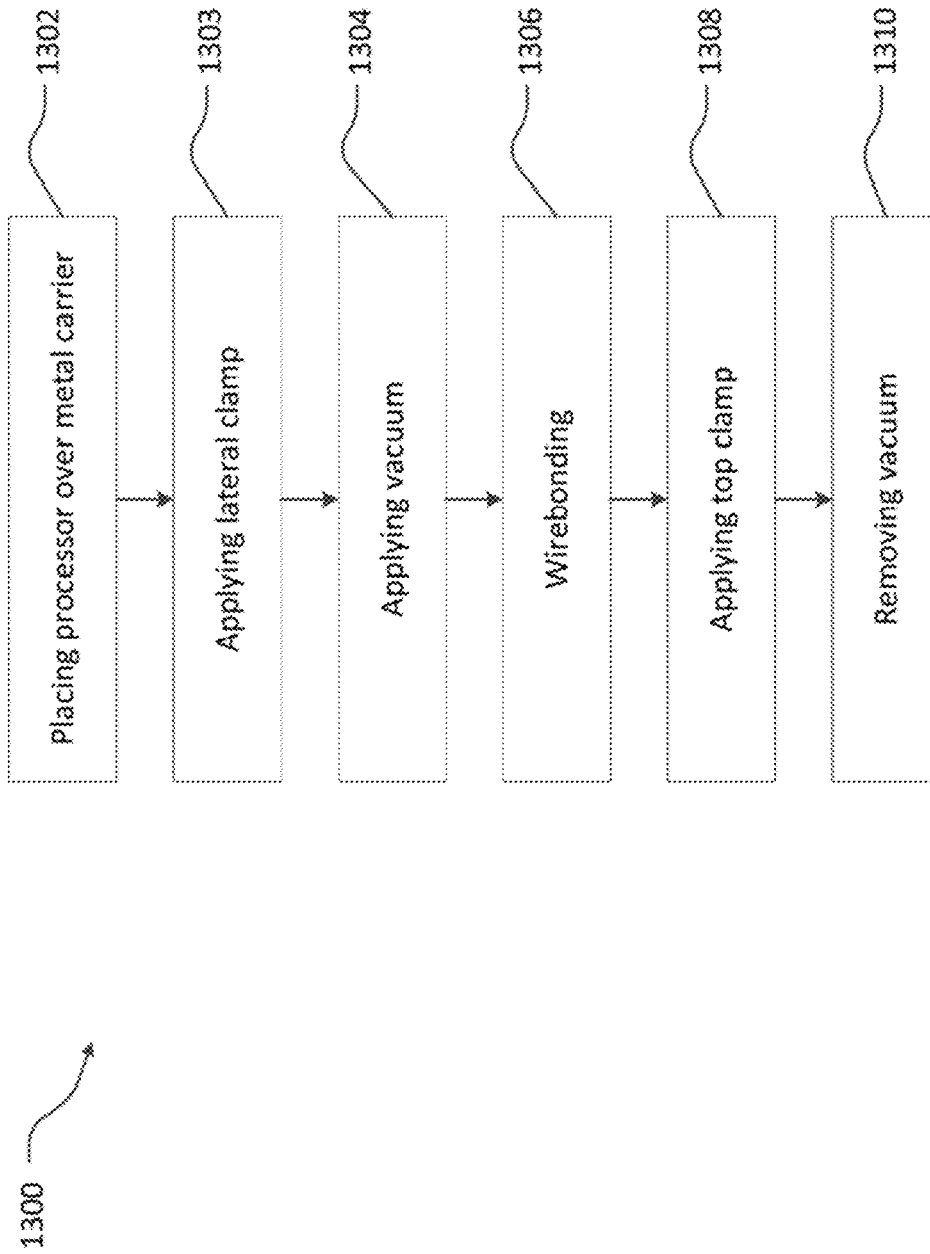 1300
Placing processor over metal carrier
1302
Applying lateral clamp
1303
Applying vacuum
1304
Wirebonding
1306
Applying top clamp
1308
Removing vacuum
1310